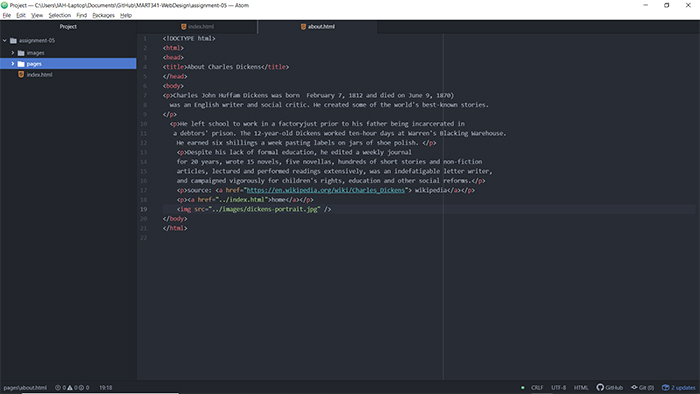 Project — C:\Users\JAH-Laptop\Documents\GitHub\MART341-WebDesign\assignment-05 — Atom
File Edit View Selection Find Packages Help
Project
index.html
about.html
assignment-05
images
pages
index.html
1 <!DOCTYPE html>
2 <html>
3 <head>
4 <title>About Charles Dickens</title>
5 </head>
6 <body>
7 <p>Charles John Huffam Dickens was born  February 7, 1812 and died on June 9, 1870)
8 was an English writer and social critic. He created some of the world's best-known stories.
9 </p>
10 <p>He left school to work in a factoryjust prior to his father being incarcerated in
11 a debtors' prison. The 12-year-old Dickens worked ten-hour days at Warren's Blacking Warehouse.
12 He earned six shillings a week pasting labels on jars of shoe polish. </p>
13 <p>Despite his lack of formal education, he edited a weekly journal
14 for 20 years, wrote 15 novels, five novellas, hundreds of short stories and non-fiction
15 articles, lectured and performed readings extensively, was an indefatigable letter writer,
16 and campaigned vigorously for children's rights, education and other social reforms.</p>
17 <p>source: <a href="https://en.wikipedia.org/wiki/Charles_Dickens"> wikipedia</a></p>
18 <p><a href="../index.html">home</a></p>
19 <img src="../images/dickens-portrait.jpg" />
20 </body>
21 </html>
22
pages\about.html 0 0 0 19:18 CRLF UTF-8 HTML GitHub Git (0) 2 updates